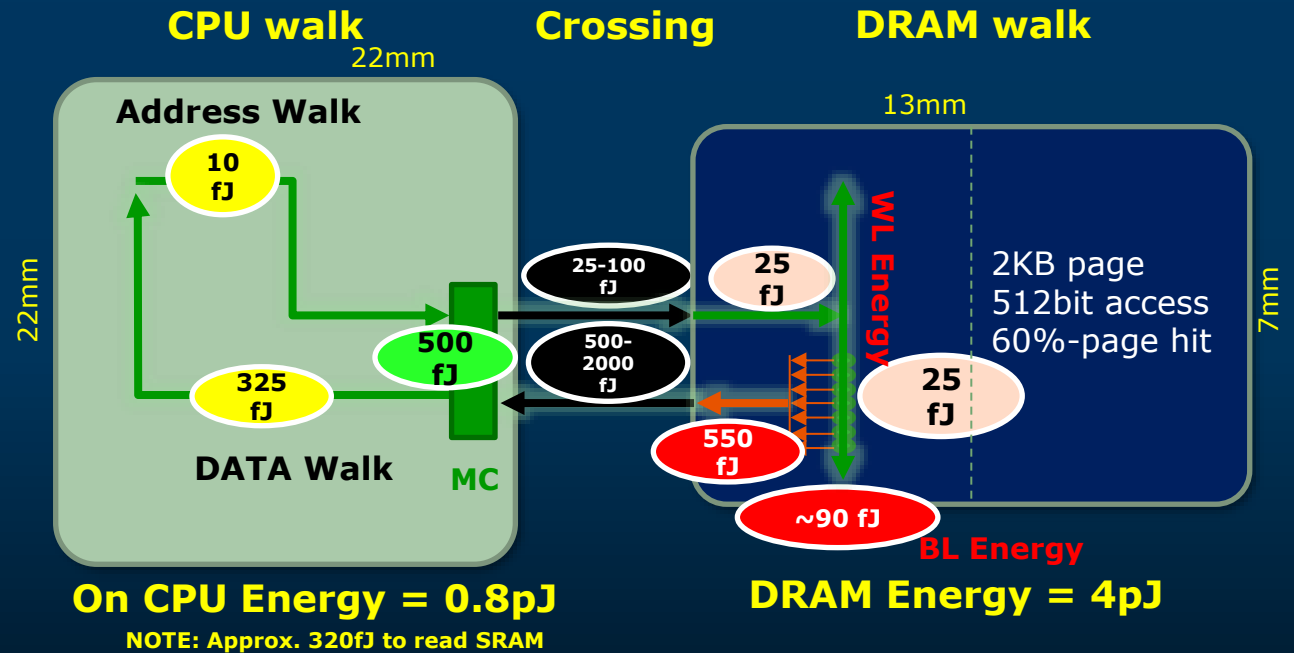 CPU walk
Crossing
DRAM walk
22mm
13mm
Address Walk
10
fJ
WL Energy
25-100
fJ
25
fJ
2KB page
512bit access
60%-page hit
22mm
7mm
500
fJ
500-
2000
fJ
325
fJ
25
fJ
550
fJ
DATA Walk
MC
~90 fJ
BL Energy
On CPU Energy = 0.8pJ
DRAM Energy = 4pJ
NOTE: Approx. 320fJ to read SRAM